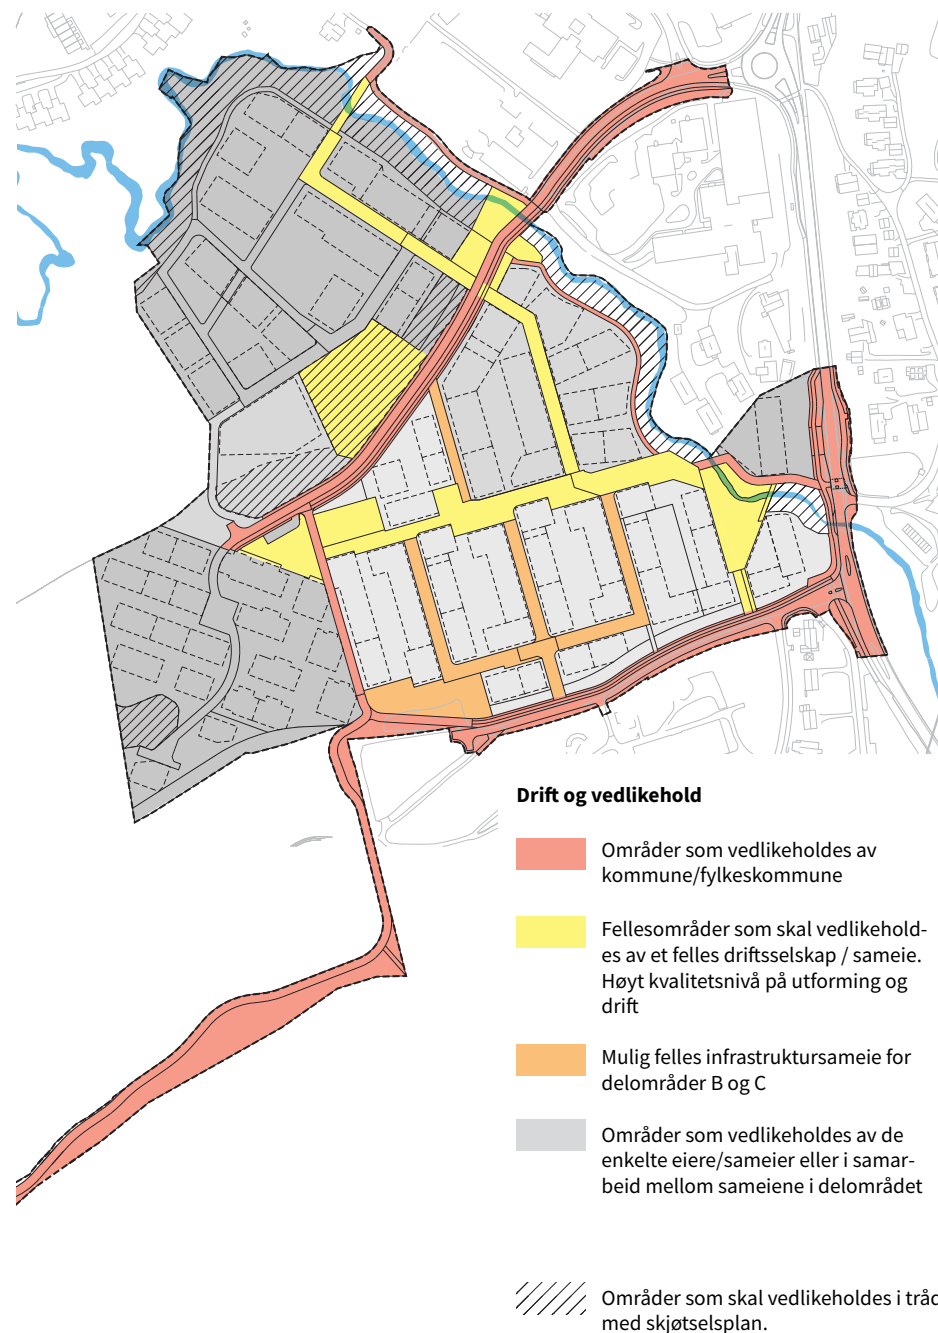 Drift og vedlikehold
Områder som vedlikeholdes av
kommune/fylkeskommune
Fellesområder som skal vedlikehold-
es av et felles driftsselskap / sameie.
Høyt kvalitetsnivå på utforming og
drift
Mulig felles infrastruktursameie for
delområder B og C
Områder som vedlikeholdes av de
enkelte eiere/sameier eller i samar-
beid mellom sameiene i delområdet
Områder som skal vedlikeholdes i tråd
med skjøtselsplan.